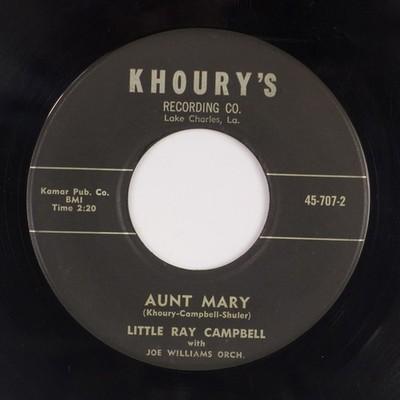 KHOURY'S
RECORDING CO.
Lake Charles, La.
Kamar Pub. Co.
BMI
Time 2:20
45-707-2
AUNT MARY
(Khoury-Campbell-Shuler)
LITTLE RAY CAMPBELL
with
JOE WILLIAMS ORCH.